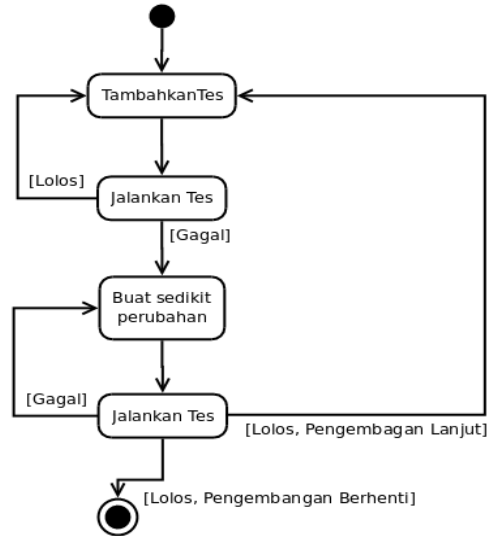 TambahkanTes
[Lolos]
Jalankan Tes
[Gagal]
Buat sedikit
perubahan
[Gagal]
Jalankan Tes
[Lolos, Pengembagan Lanjut]
[Lolos, Pengembangan Berhenti]